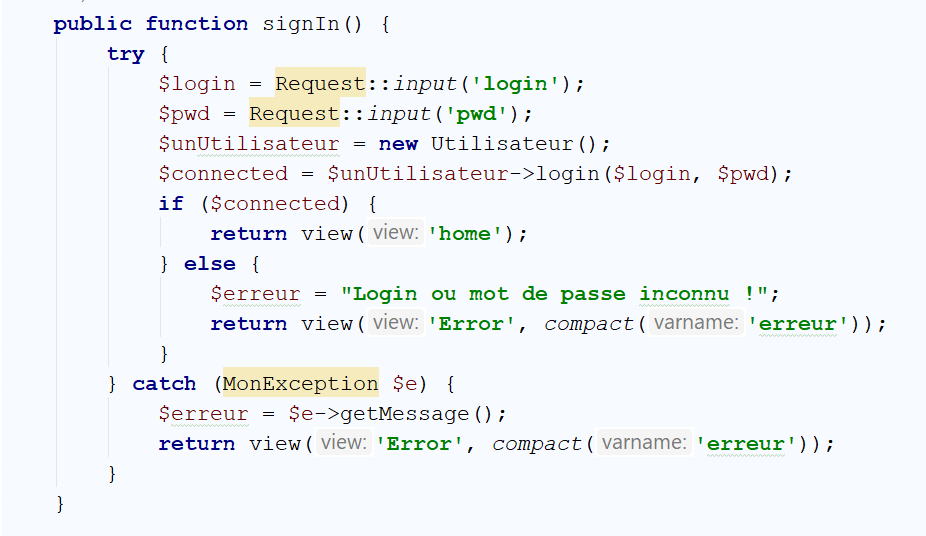 public function signIn() {
try {
$login = Request::input('login');
$pwd = Request::input('pwd');
$unUtilisateur = new Utilisateur();
$connected = $unUtilisateur->login($login, $pwd);
if ($connected) {
return view( view: 'home');
} else {
$erreur = "Login ou mot de passe inconnu !";
return view( view: 'Error', compact( varname: 'erreur'));
}
} catch (MonException $e) {
$erreur = $e->getMessage();
return view( view: 'Error', compact( varname: 'erreur'));
}
}